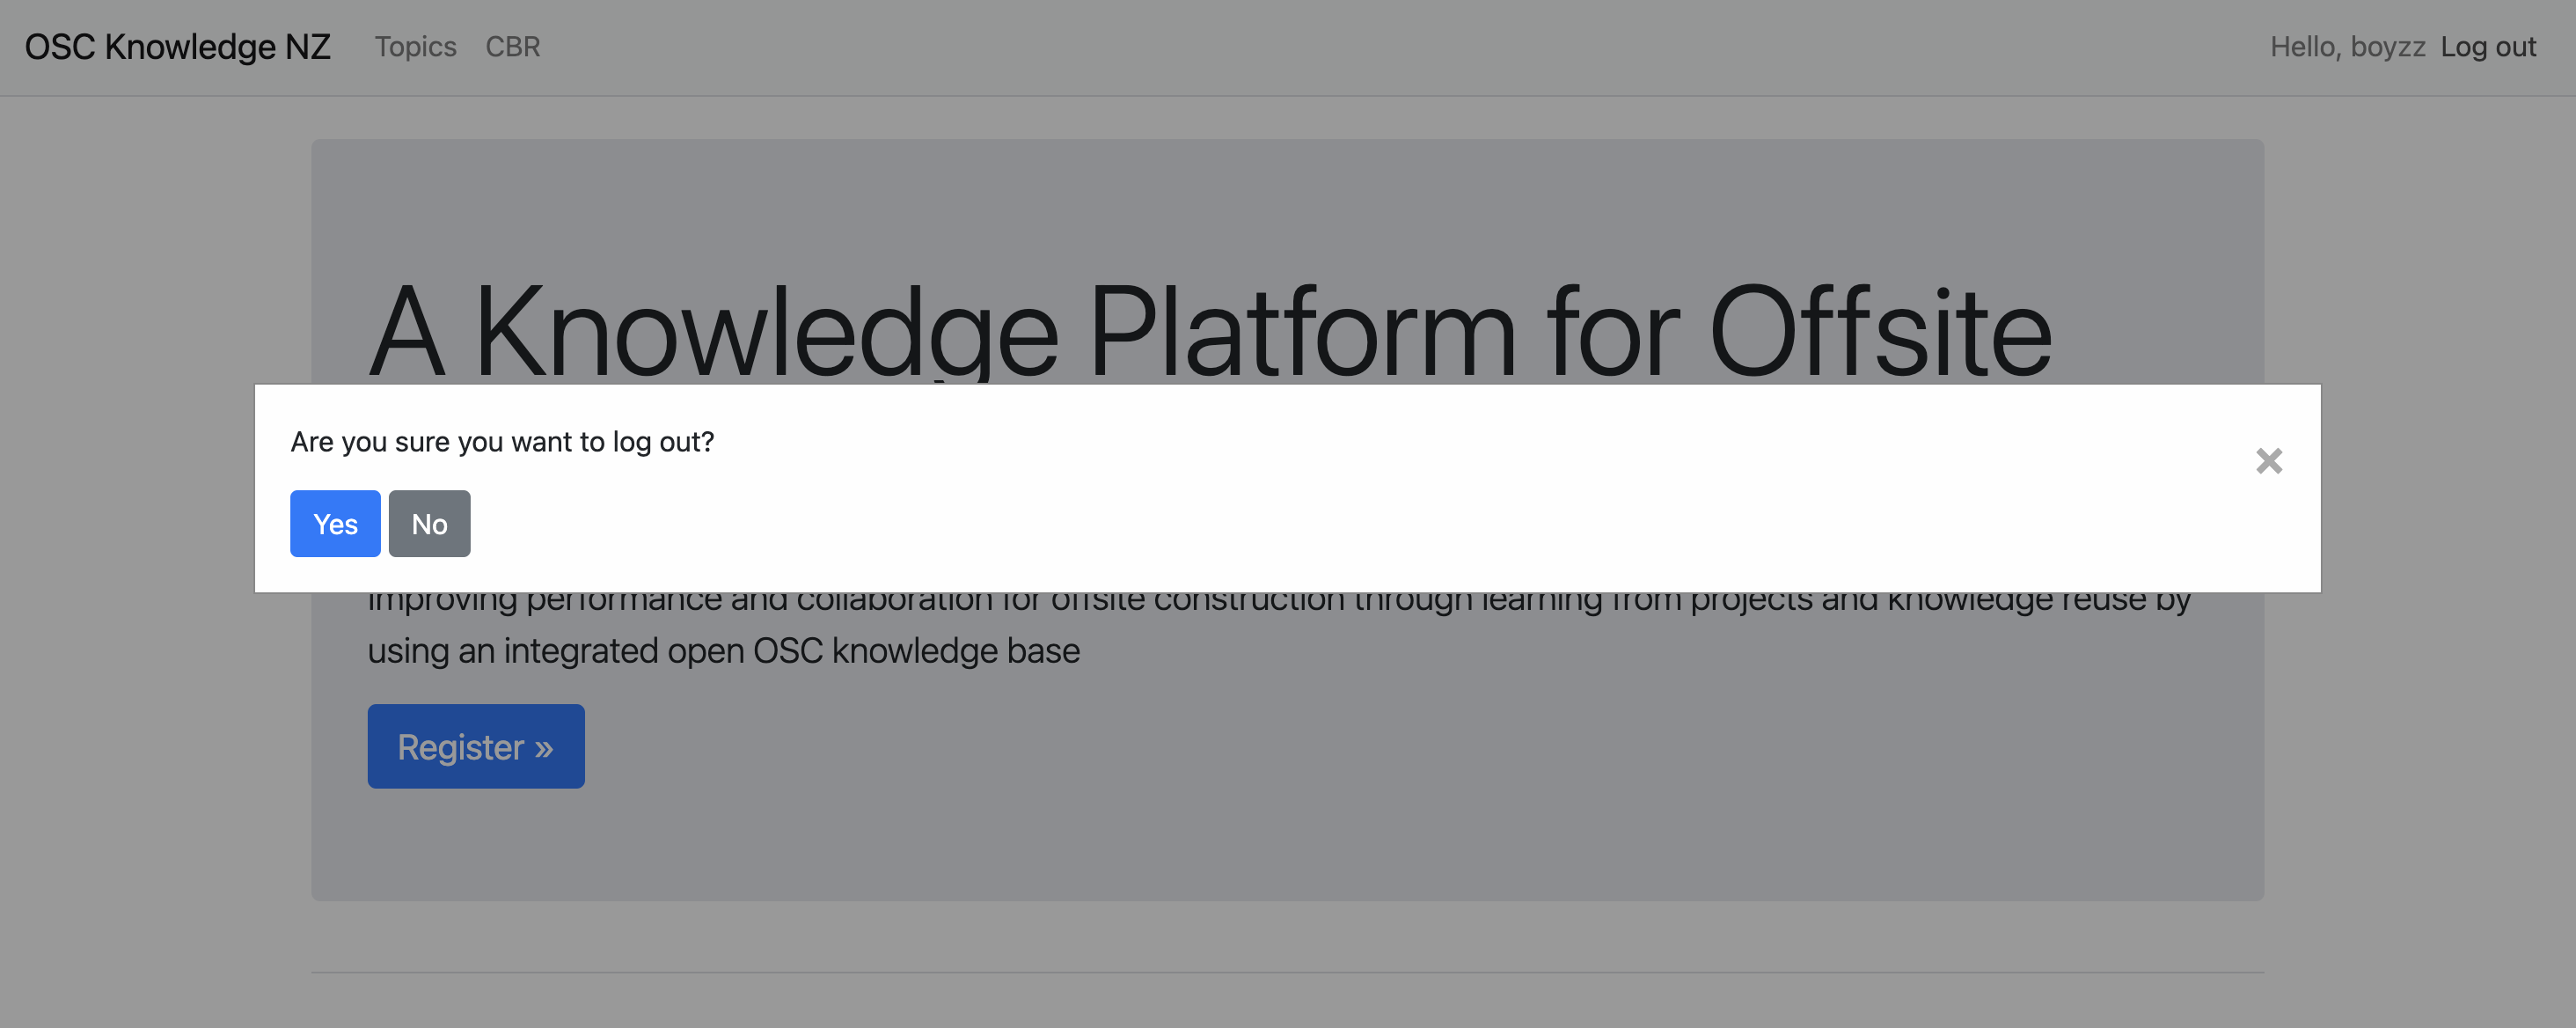 OSC Knowledge NZ Topics CBR Hello, boyzz Log out
A Knowledge Platform for Offsite
Are you sure you want to log out?
×
Yes No
improving performance and collaboration for offsite construction through learning from projects and knowledge reuse by
using an integrated open OSC knowledge base
Register »